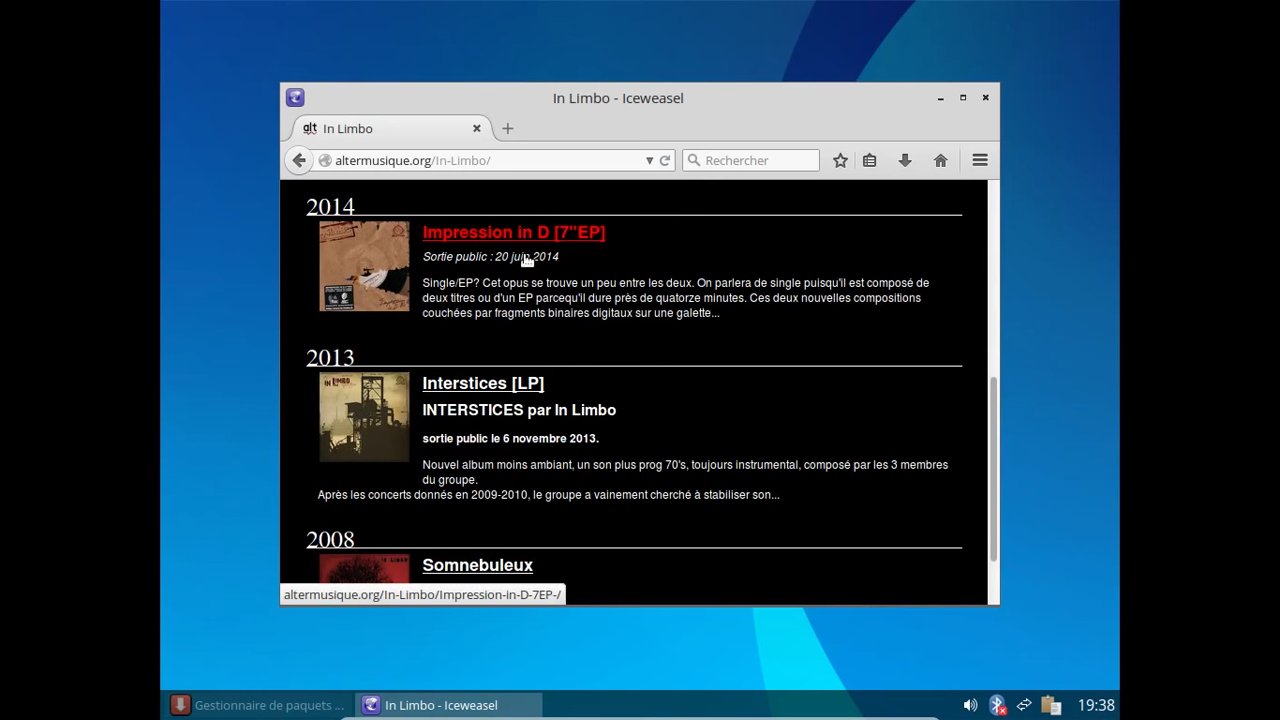 In Limbo - Iceweasel
alt In Limbo
altermusique.org/In-Limbo/
Rechercher
2014
Impression in D [7"EP]
Sortie public : 20 juin 2014
Single/EP? Cet opus se trouve un peu entre les deux. On parlera de single puisqu'il est composé de
deux titres ou d'un EP parcequ'il dure près de quatorze minutes. Ces deux nouvelles compositions
couchées par fragments binaires digitaux sur une galette...
2013
IN LIMBO
Interstices [LP]
INTERSTICES par In Limbo
sortie public le 6 novembre 2013.
Nouvel album moins ambiant, un son plus prog 70's, toujours instrumental, composé par les 3 membres
du groupe.
Après les concerts donnés en 2009-2010, le groupe a vainement cherché à stabiliser son...
2008
IN LIMBO
Somnebuleux
altermusique.org/In-Limbo/Impression-in-D-7EP-/
Gestionnaire de paquets ...
In Limbo - Iceweasel
19:38